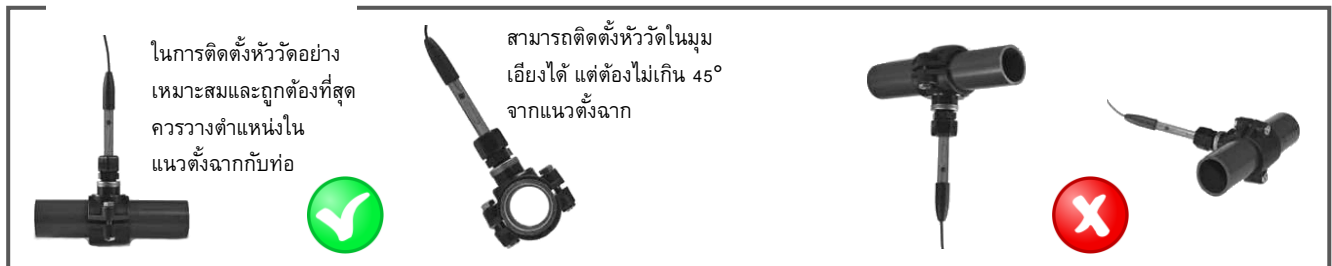 ในการติดตั้งหัววัดอย่าง
เหมาะสมและถูกต้องที่สุด
ควรวางตำแหน่งใน
แนวตั้งฉากกับท่อ
สามารถติดตั้งหัววัดในมุม
เอียงได้ แต่ต้องไม่เกิน 45°
จากแนวตั้งฉาก